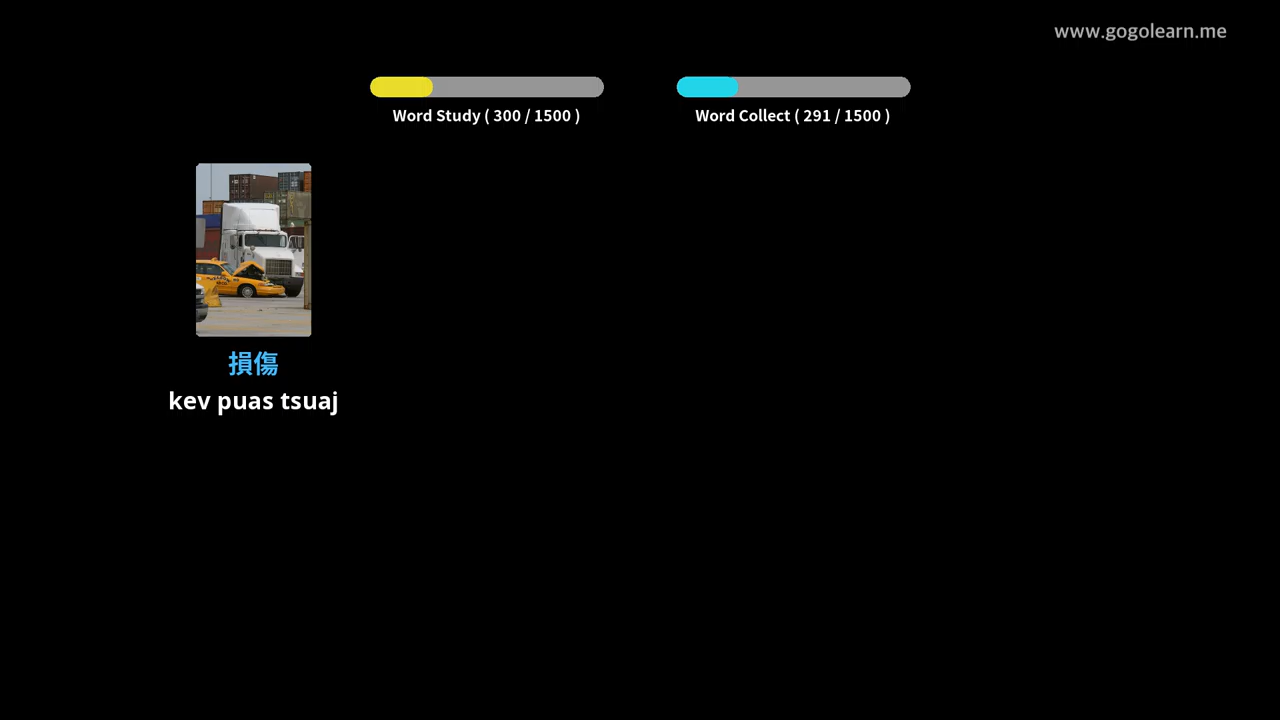 www.gogolearn.me
Word Study ( 300 / 1500 )
Word Collect ( 291 / 1500 )
損傷
kev puas tsuaj